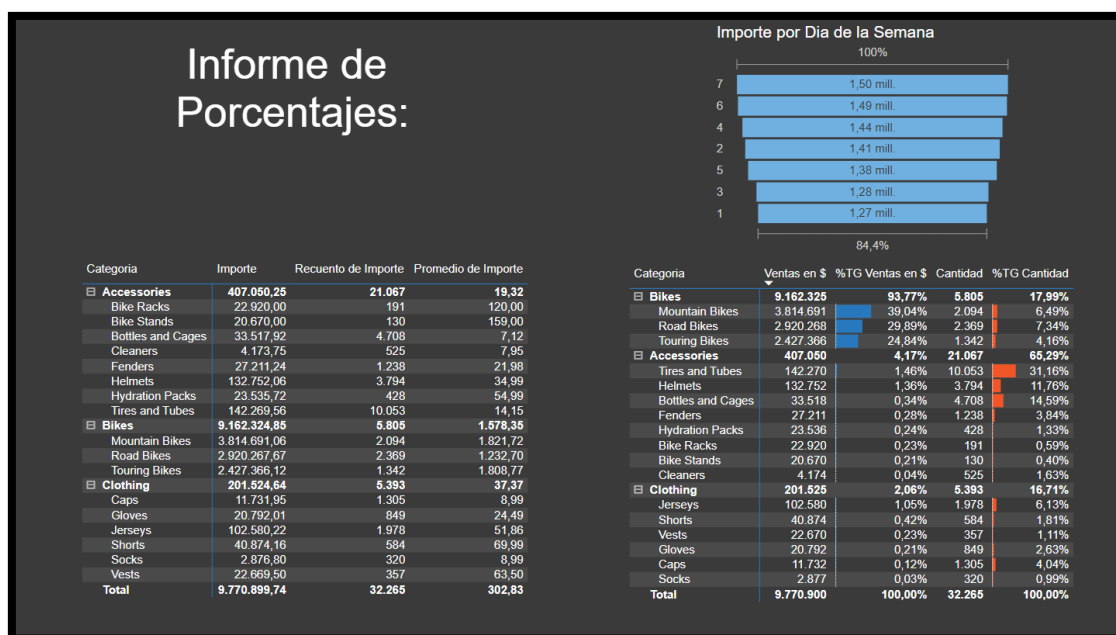 Informe de
Porcentajes:
Importe por Dia de la Semana
100%
7 1,50 mill.
6 1,49 mill.
4 1,44 mill.
2 1,41 mill.
5 1,38 mill.
3 1,28 mill.
1 1,27 mill.
84,4%
Categoria Importe Recuento de Importe Promedio de Importe
Accessories 407.050,25 21.067 19,32
Bike Racks 22.920,00 191 120,00
Bike Stands 20.670,00 130 159,00
Bottles and Cages 33.517,92 4.708 7,12
Cleaners 4.173,75 525 7,95
Fenders 27.211,24 1.238 21,98
Helmets 132.752,06 3.794 34,99
Hydration Packs 23.535,72 428 54,99
Tires and Tubes 142.269,56 10.053 14,15
Bikes 9.162.324,85 5.805 1.578,35
Mountain Bikes 3.814.691,06 2.094 1.821,72
Road Bikes 2.920.267,67 2.369 1.232,70
Touring Bikes 2.427.366,12 1.342 1.808,77
Clothing 201.524,64 5.393 37,37
Caps 11.731,95 1.305 8,99
Gloves 20.792,01 849 24,49
Jerseys 102.580,22 1.978 51,86
Shorts 40.874,16 584 69,99
Socks 2.876,80 320 8,99
Vests 22.669,50 357 63,50
Total 9.770.899,74 32.265 302,83
Categoria Ventas en $ %TG Ventas en $ Cantidad %TG Cantidad
Bikes 9.162.325 93,77% 5.805 17,99%
Mountain Bikes 3.814.691 39,04% 2.094 6,49%
Road Bikes 2.920.268 29,89% 2.369 7,34%
Touring Bikes 2.427.366 24,84% 1.342 4,16%
Accessories 407.050 4,17% 21.067 65,29%
Tires and Tubes 142.270 1,46% 10.053 31,16%
Helmets 132.752 1,36% 3.794 11,76%
Bottles and Cages 33.518 0,34% 4.708 14,59%
Fenders 27.211 0,28% 1.238 3,84%
Hydration Packs 23.536 0,24% 428 1,33%
Bike Racks 22.920 0,23% 191 0,59%
Bike Stands 20.670 0,21% 130 0,40%
Cleaners 4.174 0,04% 525 1,63%
Clothing 201.525 2,06% 5.393 16,71%
Jerseys 102.580 1,05% 1.978 6,13%
Shorts 40.874 0,42% 584 1,81%
Vests 22.670 0,23% 357 1,11%
Gloves 20.792 0,21% 849 2,63%
Caps 11.732 0,12% 1.305 4,04%
Socks 2.877 0,03% 320 0,99%
Total 9.770.900 100,00% 32.265 100,00%